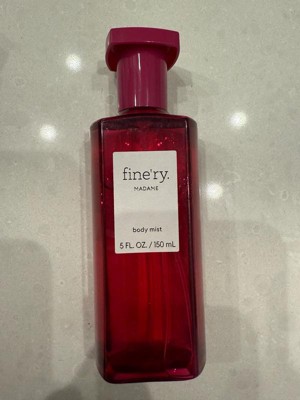 fine'ry.
MADAME
body mist
5 FL. OZ. / 150 mL